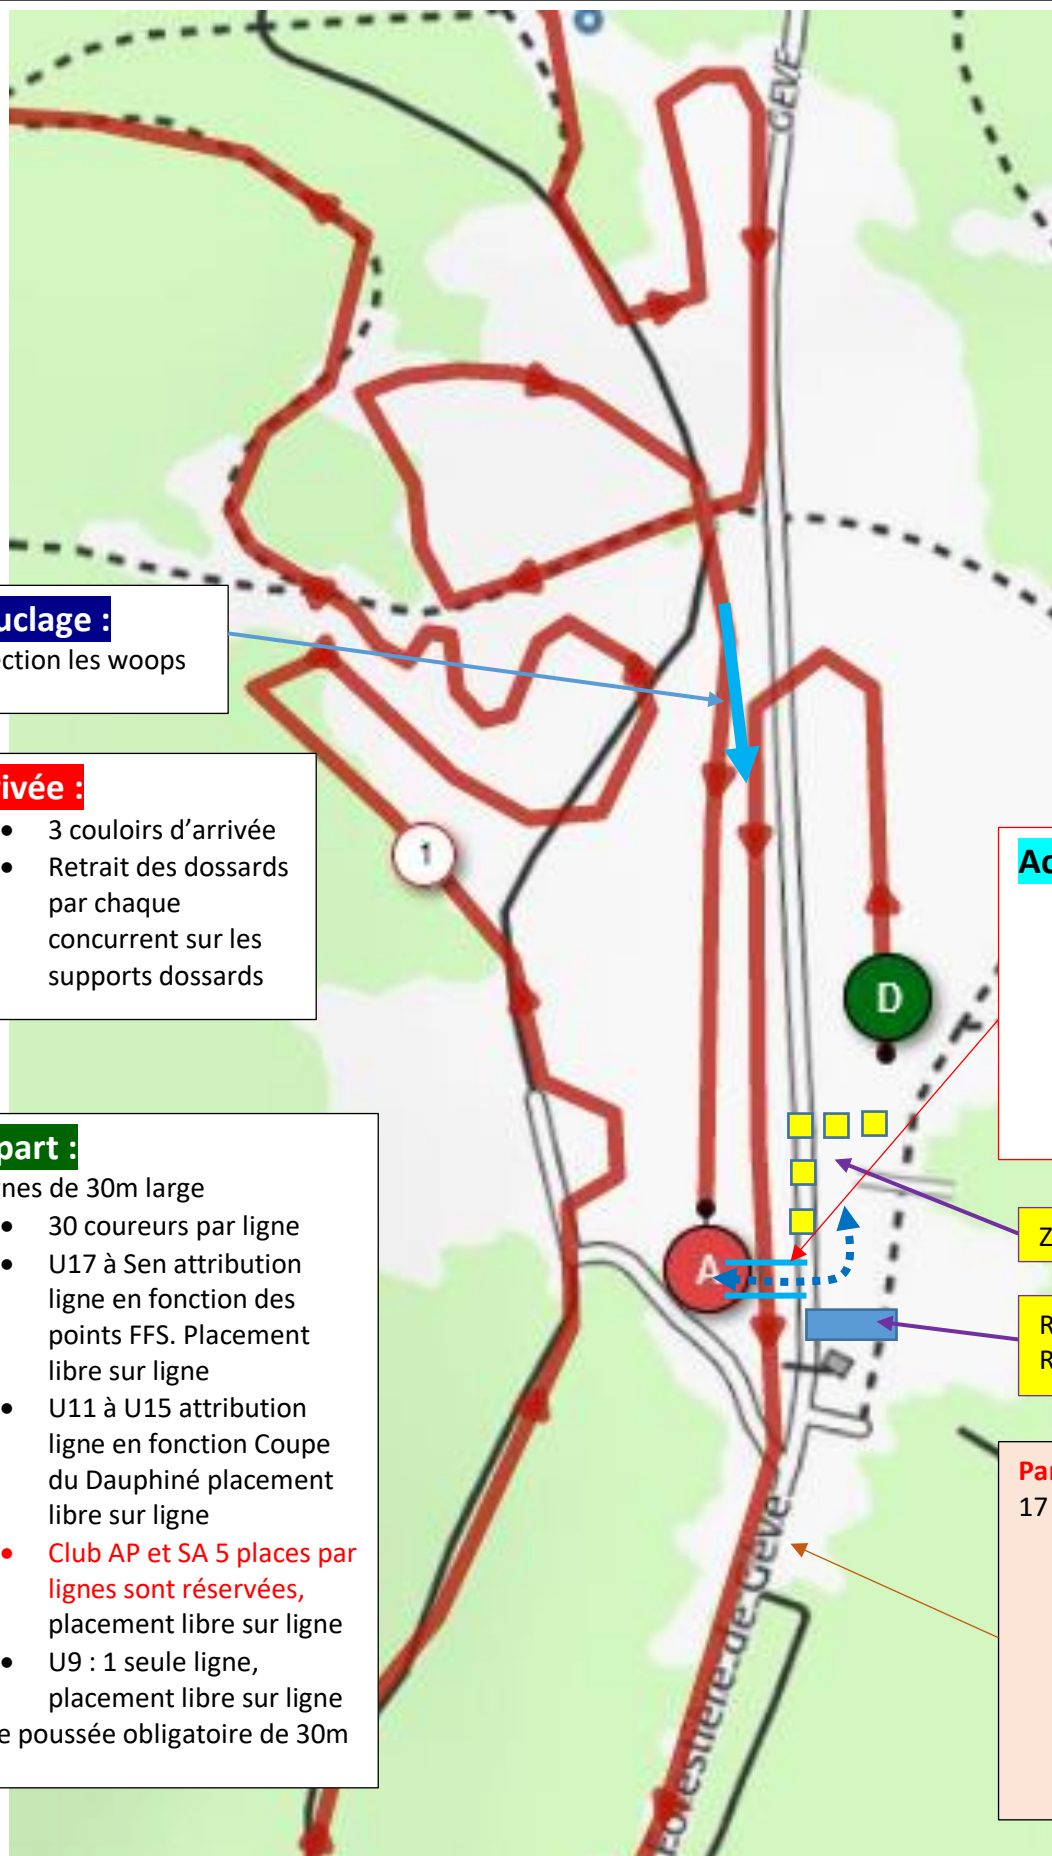 GEVE
uclage :
ection les woops
ivée :
• 3 couloirs d’arrivée
• Retrait des dossards
par chaque
concurrent sur les
supports dossards
1
Ac
D
part :
gnes de 30m large
• 30 coureurs par ligne
• U17 à Sen attribution
ligne en fonction des
points FFS. Placement
libre sur ligne
• U11 à U15 attribution
ligne en fonction Coupe
du Dauphiné placement
libre sur ligne
• Club AP et SA 5 places par
lignes sont réservées,
placement libre sur ligne
• U9 : 1 seule ligne,
placement libre sur ligne
e poussée obligatoire de 30m
A
Z
R
R
Par
17
Forestière de Gève